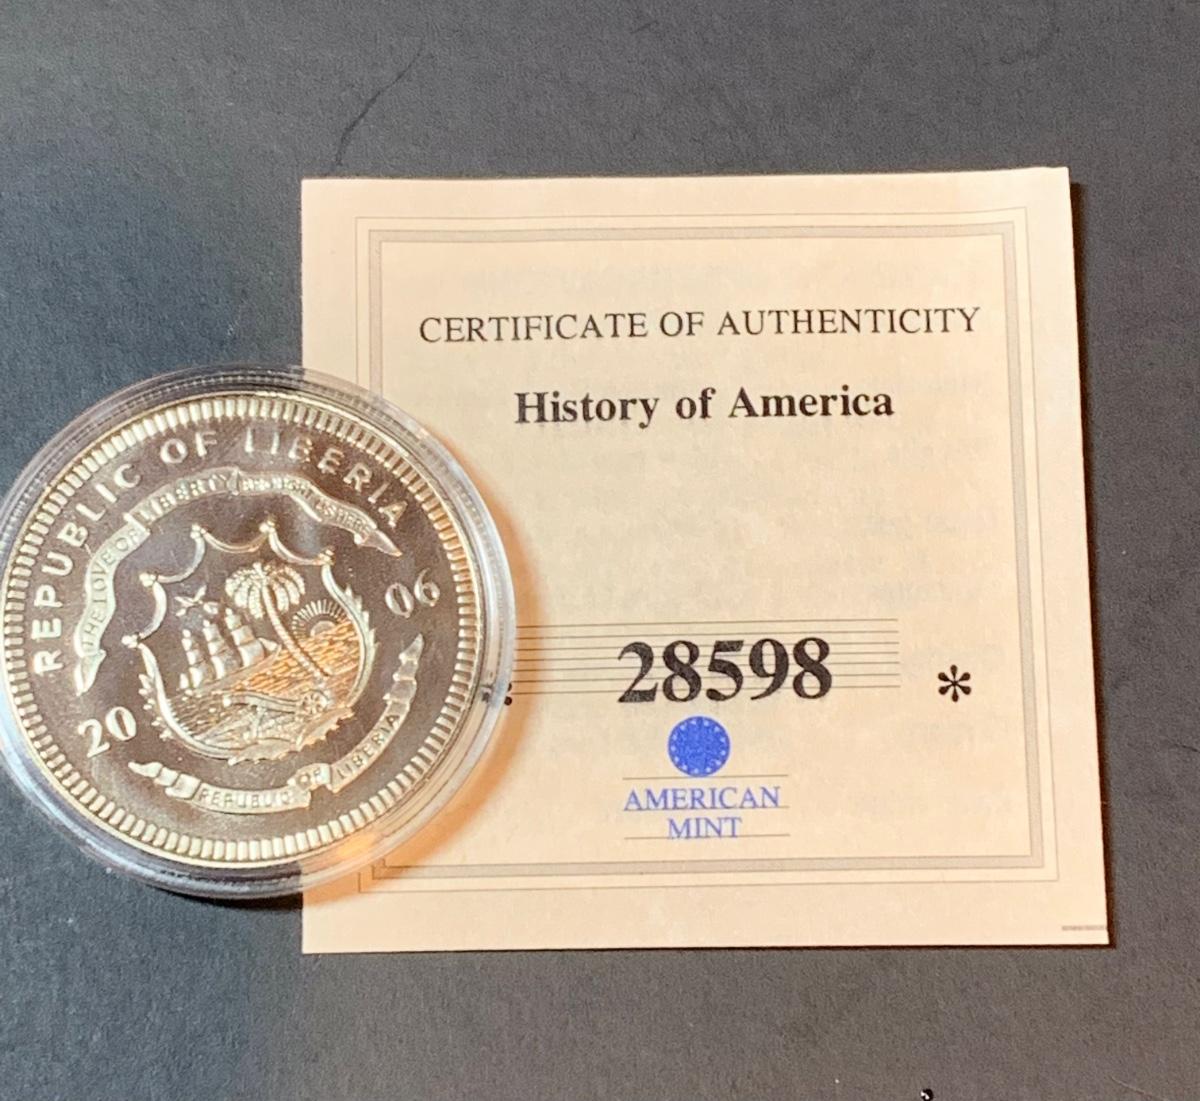 REPUBLIC OF LIBERIA
THE LOVE OF LIBERTY BROUGHT US HERE
20 06
REPUBLIC OF LIBERIA
CERTIFICATE OF AUTHENTICITY
History of America
28598 *
AMERICAN
MINT